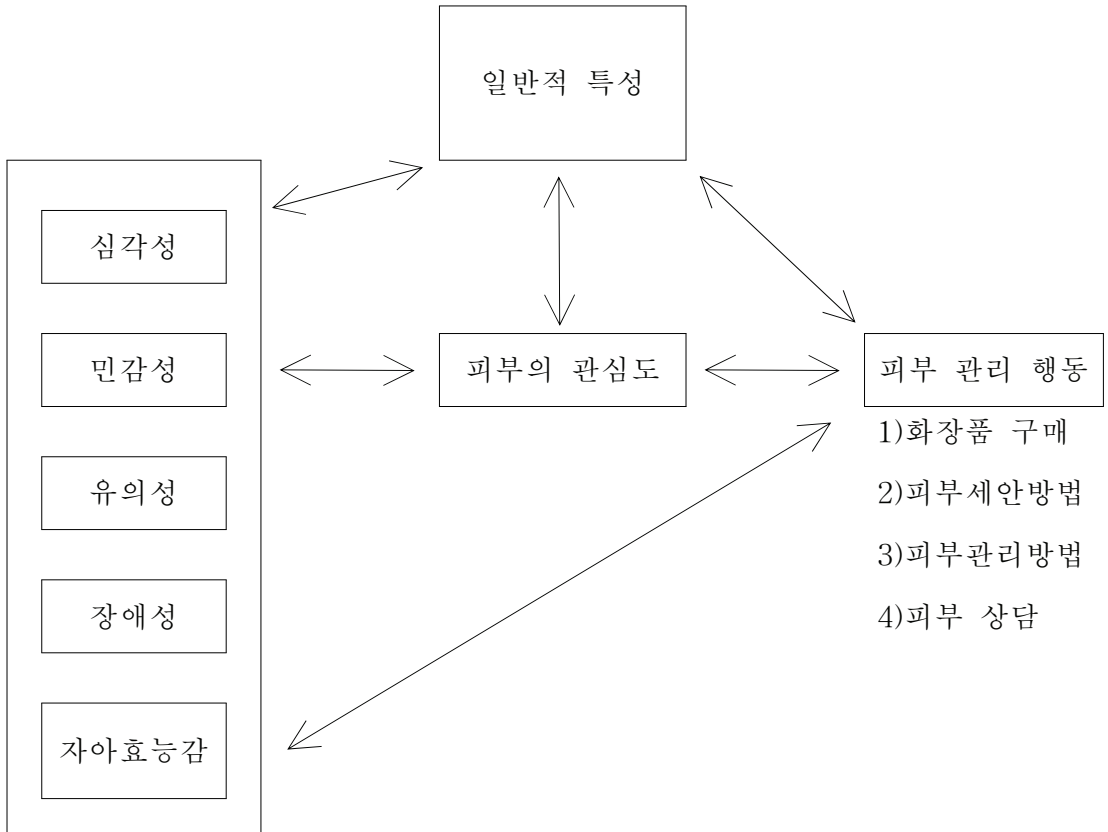 일반적 특성
심각성
민감성
유의성
장애성
자아효능감
피부의 관심도
피부 관리 행동
1)화장품 구매
2)피부세안방법
3)피부관리방법
4)피부 상담